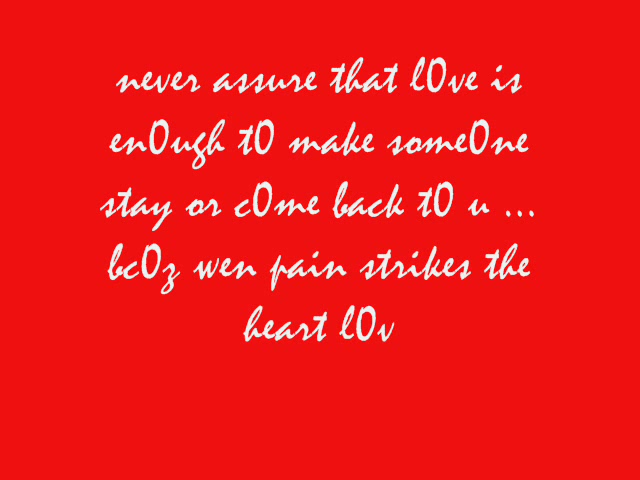 never assure that l0ve is
en0ugh t0 make some0ne
stay or c0me back t0 u ...
bc0z wen pain strikes the
heart l0v